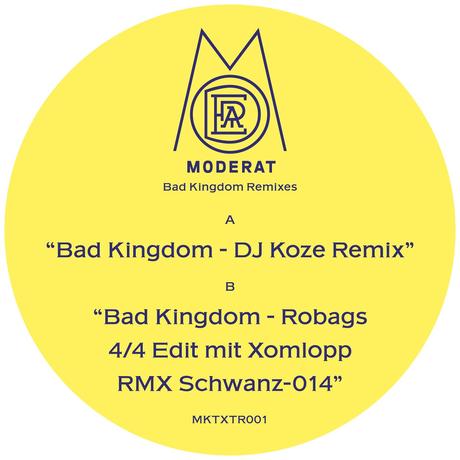 MODERAT
Bad Kingdom Remixes
A
“Bad Kingdom - DJ Koze Remix”
B
“Bad Kingdom - Robags
4/4 Edit mit Xomlopp
RMX Schwanz-014”
MKTXTR001